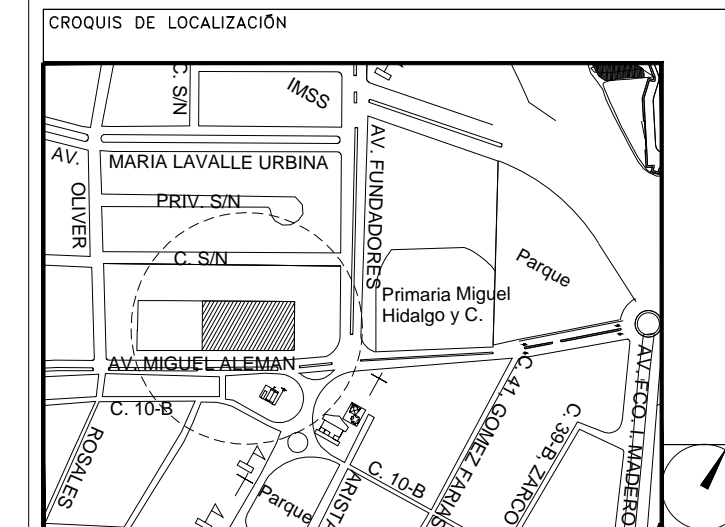 CROQUIS DE LOCALIZACIÓN
C. S/N
IMSS
AV.
OLIVER
MARIA LAVALLE URBINA
AV. FUNDADORES
PRIV. S/N
C. S/N
Parque
Primaria Miguel
Hidalgo y C.
AV. MIGUEL ALEMAN
C. 10-B
ROSALES
C. 41, GOMEZ FARIAS
C. 39-B, ZARCO
AV. FCO. I. MADERO
C. 10-B
Parque